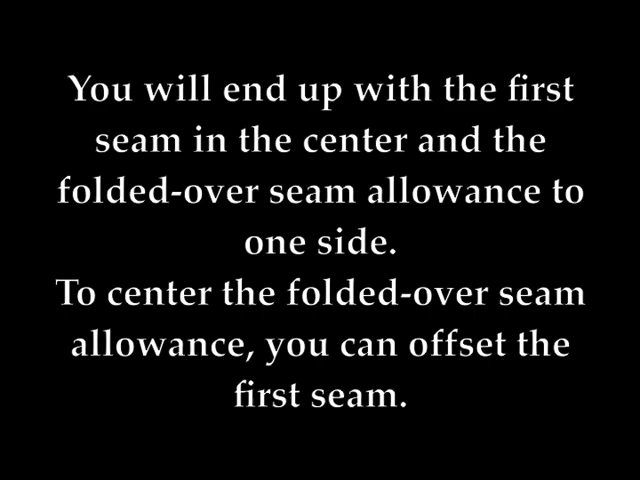 You will end up with the first
seam in the center and the
folded-over seam allowance to
one side.
To center the folded-over seam
allowance, you can offset the
first seam.